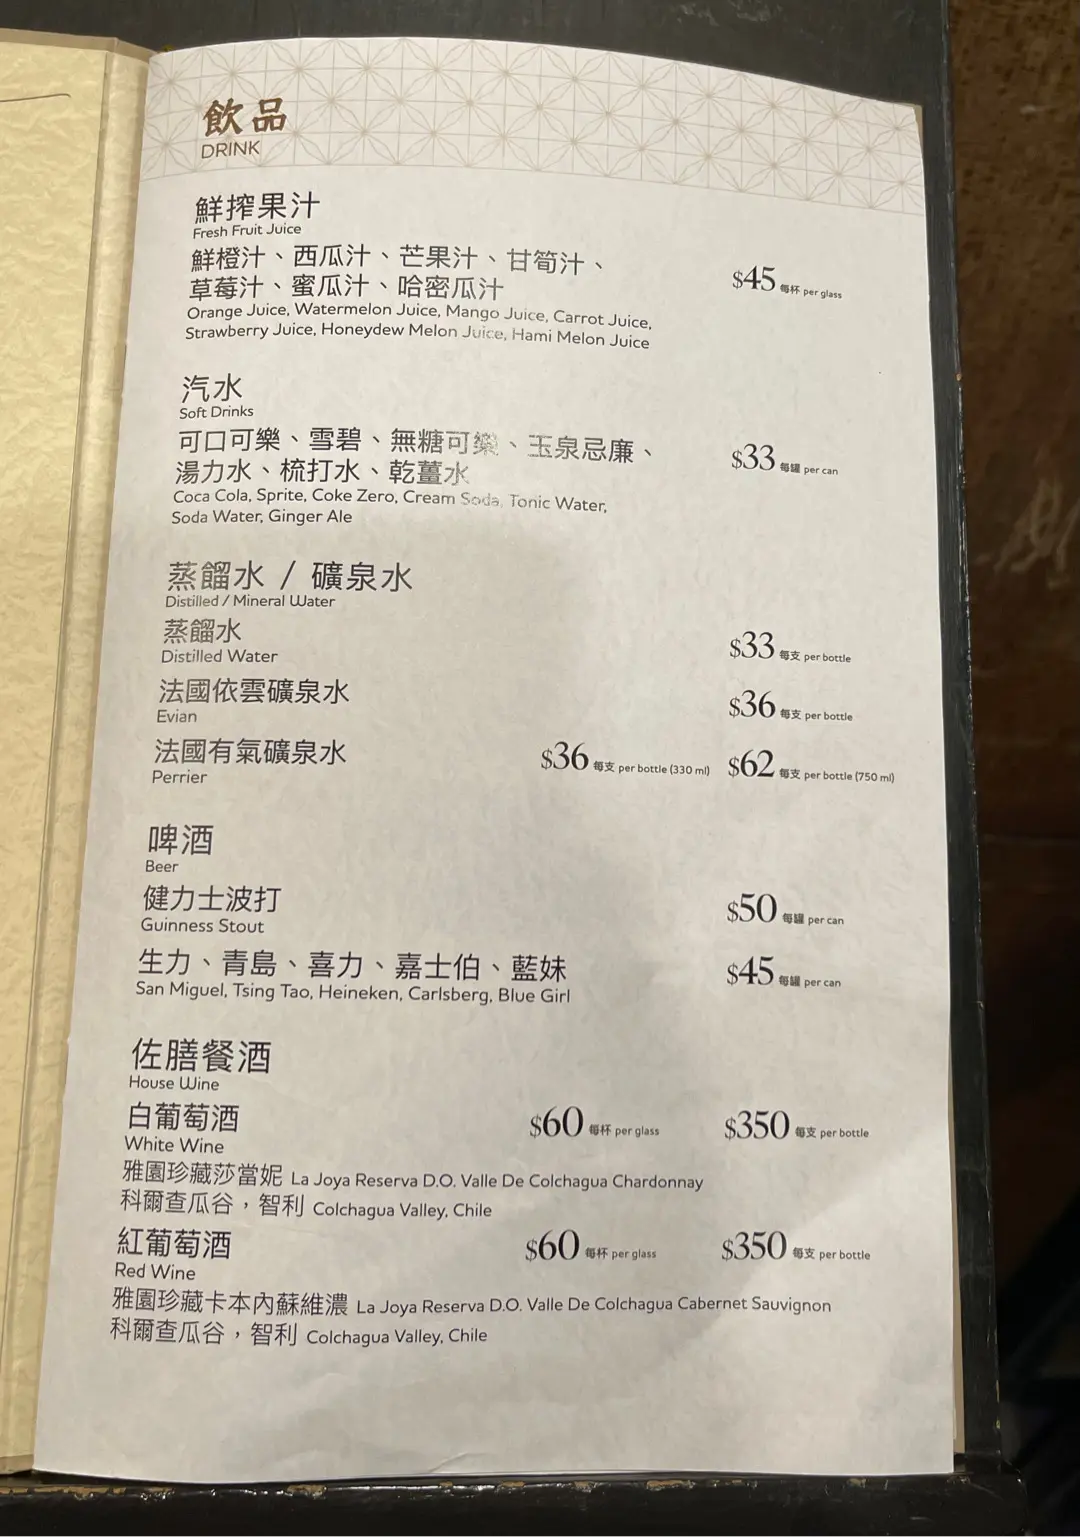 飲品
DRINK
鮮搾果汁
Fresh Fruit Juice
鮮橙汁、西瓜汁、芒果汁、甘筍汁、
草莓汁、蜜瓜汁、哈密瓜汁
$45 每杯 per glass
Orange Juice, Watermelon Juice, Mango Juice, Carrot Juice,
Strawberry Juice, Honeydew Melon Juice, Hami Melon Juice
汽水
Soft Drinks
可口可樂、雪碧、無糖可樂、玉泉忌廉、
$33 每罐 per can
湯力水、梳打水、乾薑水
Coca Cola, Sprite, Coke Zero, Cream Soda, Tonic Water,
Soda Water, Ginger Ale
蒸餾水 / 礦泉水
Distilled / Mineral Water
蒸餾水 $33 每支 per bottle
Distilled Water
法國依雲礦泉水 $36 每支 per bottle
Evian
法國有氣礦泉水 $36 每支 per bottle (330 ml) $62 每支 per bottle (750 ml)
Perrier
啤酒
Beer
健力士波打 $50 每罐 per can
Guinness Stout
生力、青島、喜力、嘉士伯、藍妹 $45 每罐 per can
San Miguel, Tsing Tao, Heineken, Carlsberg, Blue Girl
佐膳餐酒
House Wine
白葡萄酒 $60 每杯 per glass $350 每支 per bottle
White Wine
雅園珍藏莎當妮 La Joya Reserva D.O. Valle De Colchagua Chardonnay
科爾查瓜谷，智利 Colchagua Valley, Chile
紅葡萄酒 $60 每杯 per glass $350 每支 per bottle
Red Wine
雅園珍藏卡本內蘇維濃 La Joya Reserva D.O. Valle De Colchagua Cabernet Sauvignon
科爾查瓜谷，智利 Colchagua Valley, Chile